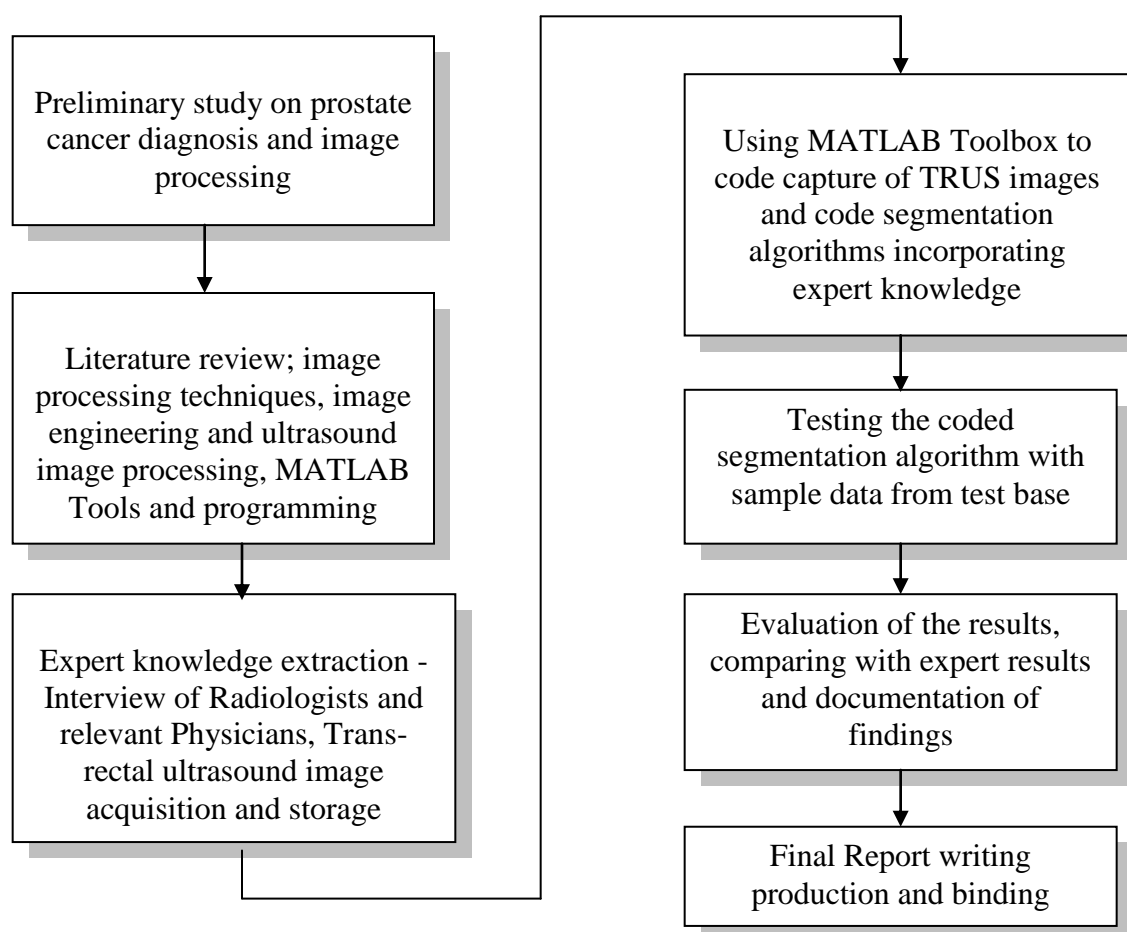 Preliminary study on prostate
cancer diagnosis and image
processing
Literature review; image
processing techniques, image
engineering and ultrasound
image processing, MATLAB
Tools and programming
Expert knowledge extraction -
Interview of Radiologists and
relevant Physicians, Trans-
rectal ultrasound image
acquisition and storage
Using MATLAB Toolbox to
code capture of TRUS images
and code segmentation
algorithms incorporating
expert knowledge
Testing the coded
segmentation algorithm with
sample data from test base
Evaluation of the results,
comparing with expert results
and documentation of
findings
Final Report writing
production and binding